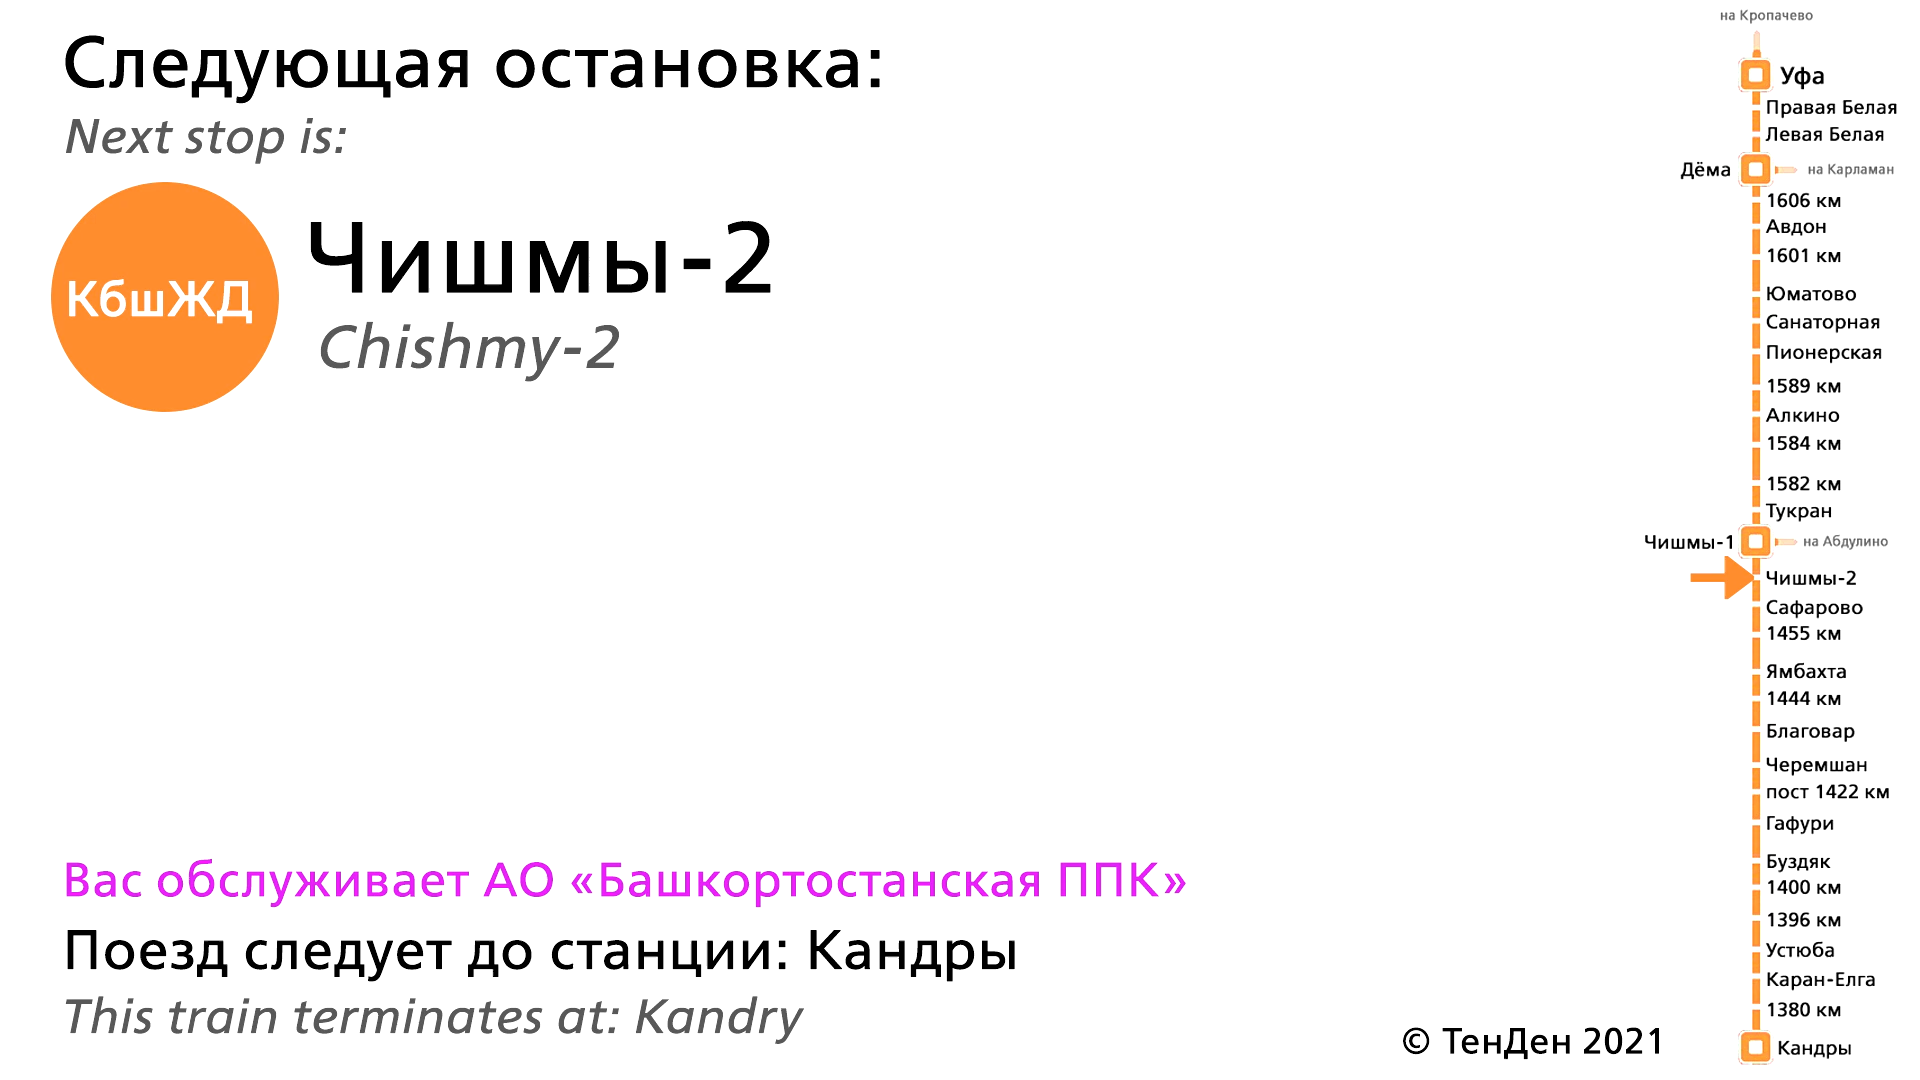 Следующая остановка:
Next stop is:
КбшЖД
Чишмы-2
Chishmy-2
Вас обслуживает АО «Башкортостанская ППК»
Поезд следует до станции: Кандры
This train terminates at: Kandry
© ТенДен 2021
на Кропачево
Уфа
Правая Белая
Левая Белая
Дёма на Карламан
1606 км
Авдон
1601 км
Юматово
Санаторная
Пионерская
1589 км
Алкино
1584 км
1582 км
Тукран
Чишмы-1 на Абдулино
Чишмы-2
Сафарово
1455 км
Ямбахта
1444 км
Благовар
Черемшан
пост 1422 км
Гафури
Буздяк
1400 км
1396 км
Устюба
Каран-Елга
1380 км
Кандры